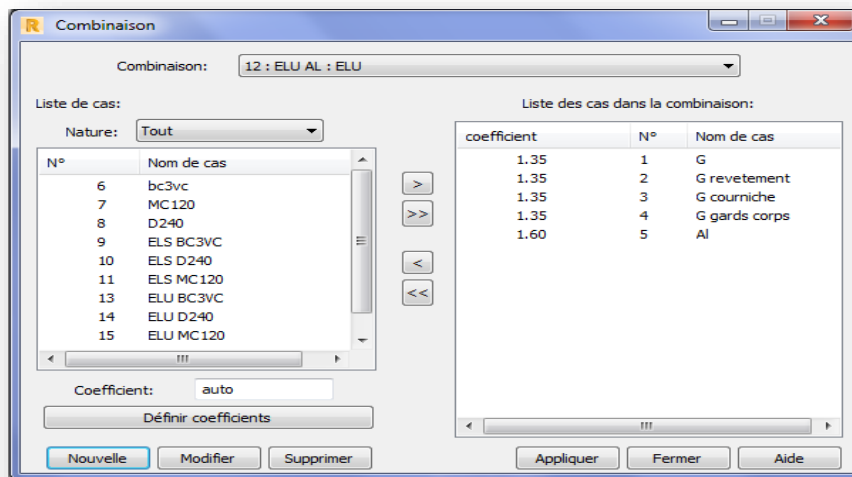 R Combinaison
Combinaison: 12 : ELU AL : ELU
Liste de cas:
Nature: Tout
N° Nom de cas
6 bc3vc
7 MC120
8 D240
9 ELS BC3VC
10 ELS D240
11 ELS MC120
13 ELU BC3VC
14 ELU D240
15 ELU MC120
Coefficient: auto
Définir coefficients
Nouvelle Modifier Supprimer
>
>>
<
<<
Liste des cas dans la combinaison:
coefficient N° Nom de cas
1.35 1 G
1.35 2 G revetement
1.35 3 G courniche
1.35 4 G gards corps
1.60 5 Al
Appliquer Fermer Aide